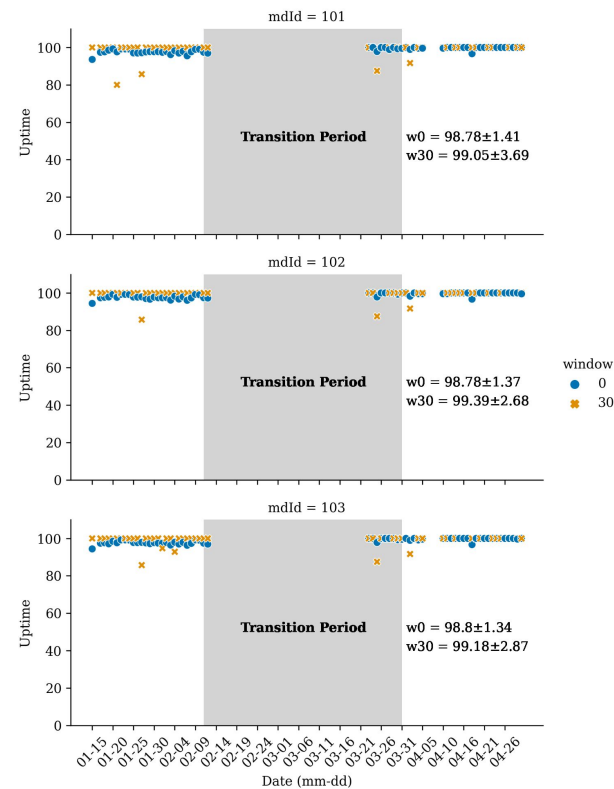 mdId = 101
100
80
60
40
20
0
Uptime
Transition Period
w0 = 98.78±1.41
w30 = 99.05±3.69
mdId = 102
100
80
60
40
20
0
Uptime
Transition Period
w0 = 98.78±1.37
w30 = 99.39±2.68
window
0
30
mdId = 103
100
80
60
40
20
0
Uptime
Transition Period
w0 = 98.8±1.34
w30 = 99.18±2.87
01-15
01-20
01-25
01-30
02-04
02-09
02-14
02-19
02-24
03-01
03-06
03-11
03-16
03-21
03-26
03-31
04-05
04-10
04-16
04-21
04-26
Date (mm-dd)